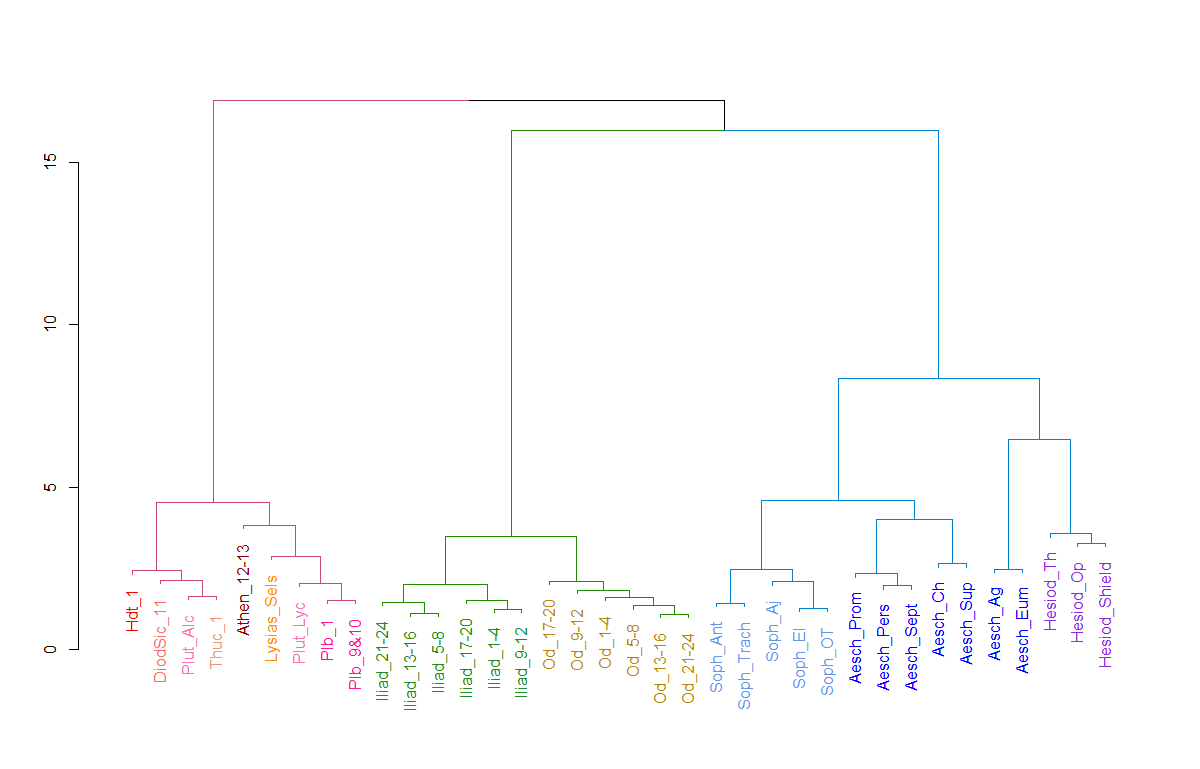 15
10
5
0
Hdt_1
DiodSic_11
Plut_Alc
Thuc_1
Athen_12-13
Lysias_Sels
Plut_Lyc
Plb_1
Plb_9&10
Iliad_21-24
Iliad_13-16
Iliad_5-8
Iliad_17-20
Iliad_1-4
Iliad_9-12
Od_17-20
Od_9-12
Od_1-4
Od_5-8
Od_13-16
Od_21-24
Soph_Ant
Soph_Trach
Soph_Aj
Soph_El
Soph_OT
Aesch_Prom
Aesch_Pers
Aesch_Sept
Aesch_Ch
Aesch_Sup
Aesch_Ag
Aesch_Eum
Hesiod_Th
Hesiod_Op
Hesiod_Shield